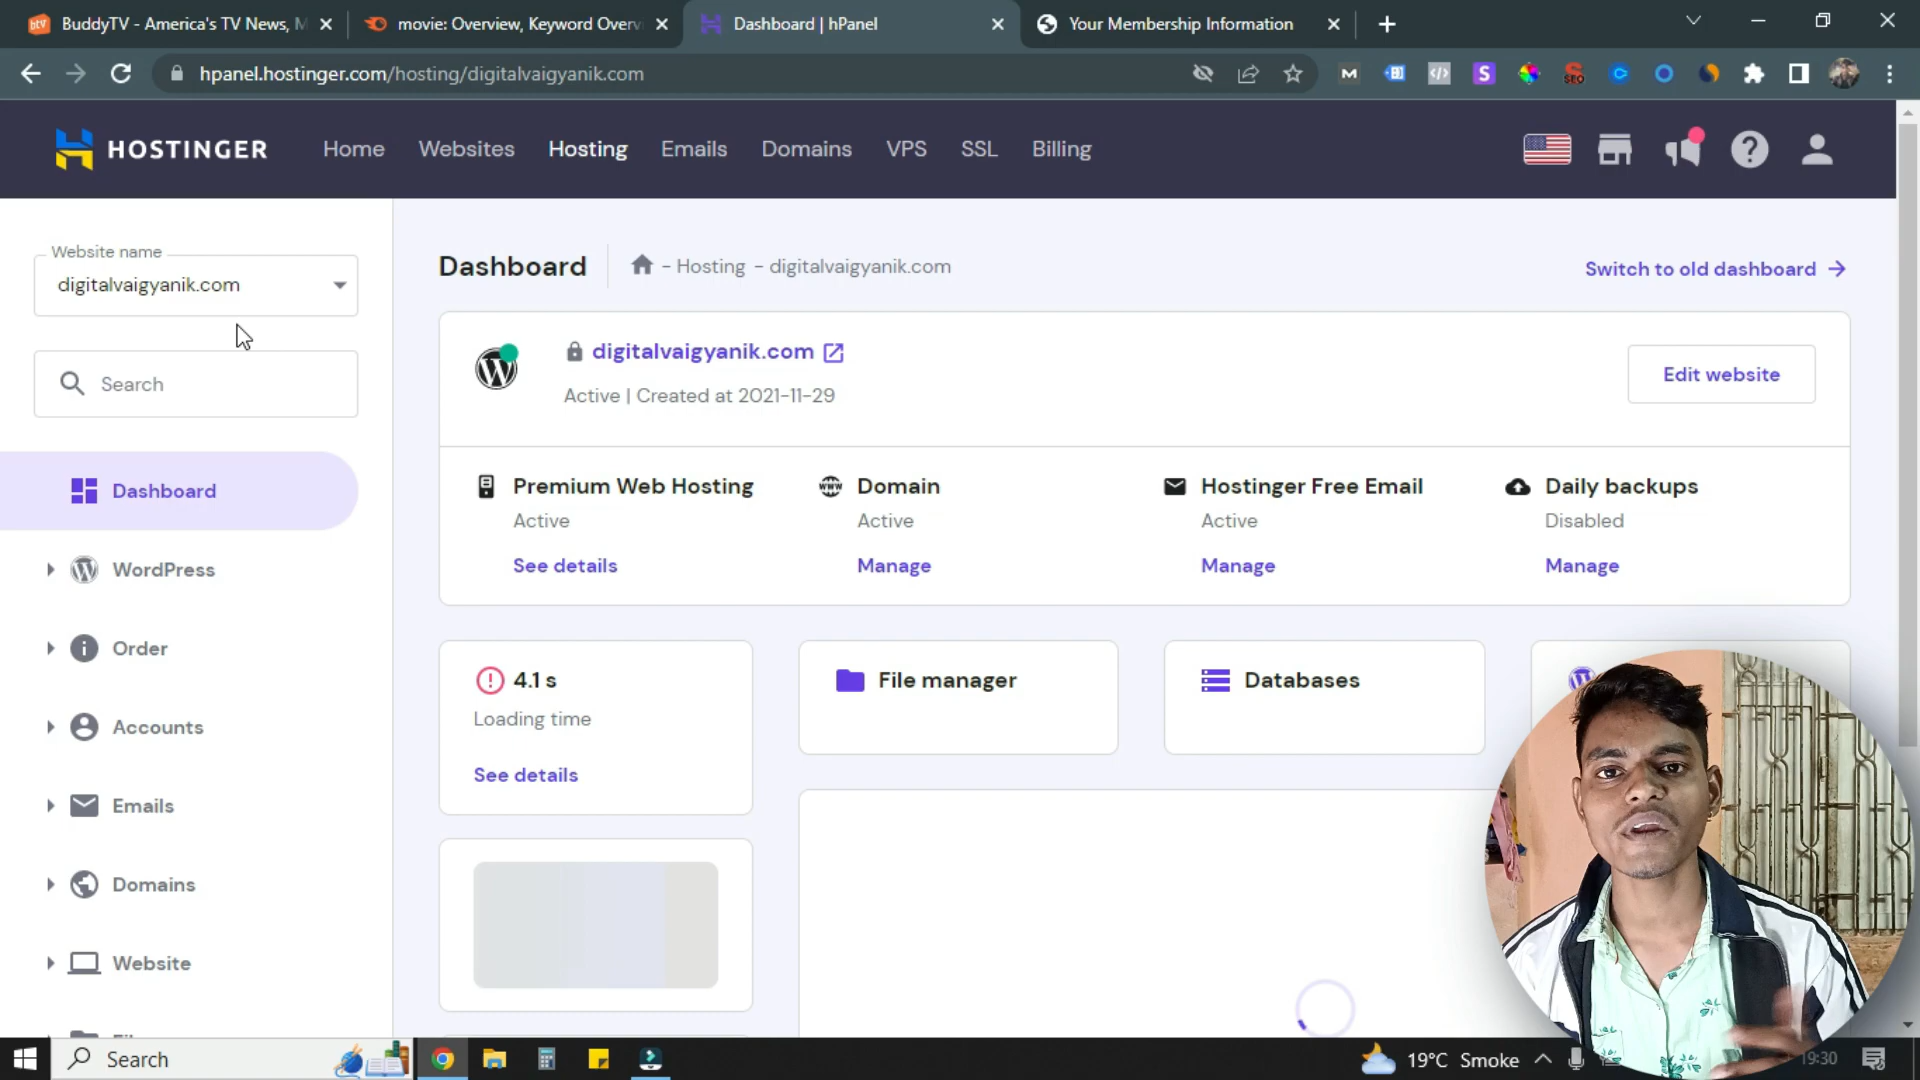 BuddyTV - America's TV News, M
movie: Overview, Keyword Over
Dashboard | hPanel
Your Membership Information
hpanel.hostinger.com/hosting/digitalvaigyanik.com
HOSTINGER
Home
Websites
Hosting
Emails
Domains
VPS
SSL
Billing
Website name
digitalvaigyanik.com
Search
Dashboard
WordPress
Order
Accounts
Emails
Domains
Website
Dashboard
- Hosting - digitalvaigyanik.com
Switch to old dashboard
digitalvaigyanik.com
Active | Created at 2021-11-29
Edit website
Premium Web Hosting
Active
See details
Domain
Active
Manage
Hostinger Free Email
Active
Manage
Daily backups
Disabled
Manage
4.1 s
Loading time
See details
File manager
Databases
Search
19°C Smoke
19:30